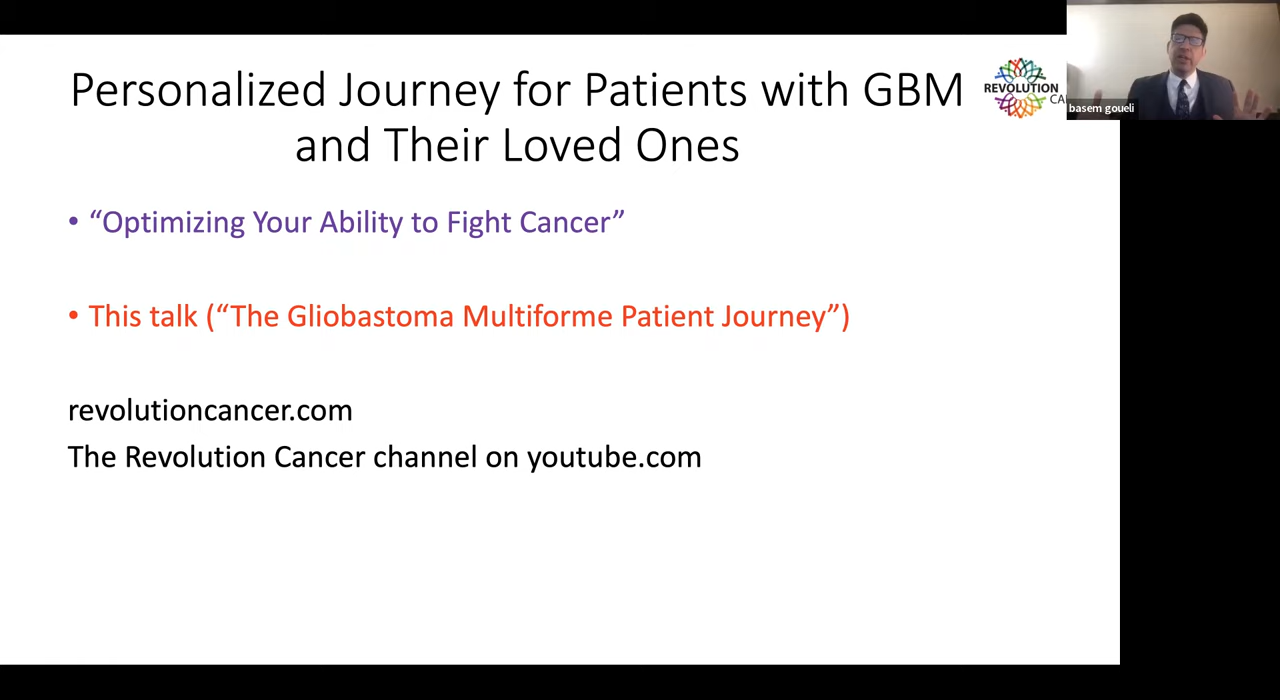 Personalized Journey for Patients with GBM
and Their Loved Ones
REVOLUTION
CA
basem goueli
• “Optimizing Your Ability to Fight Cancer”
• This talk (“The Gliobastoma Multiforme Patient Journey”)
revolutioncancer.com
The Revolution Cancer channel on youtube.com